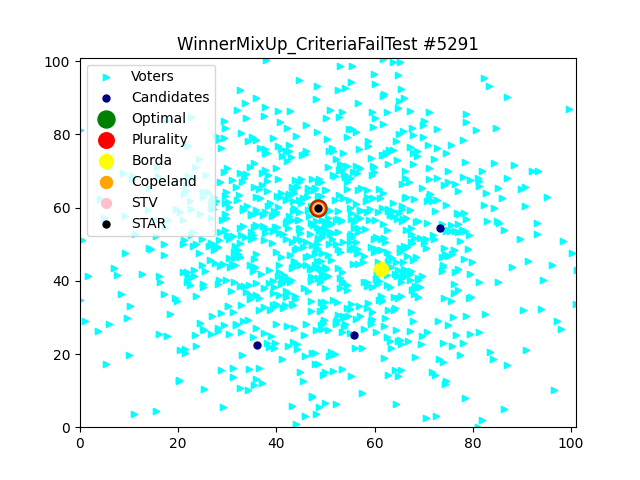 WinnerMixUp_CriteriaFailTest #5291
Voters
Candidates
Optimal
Plurality
Borda
Copeland
STV
STAR
100
80
60
40
20
0
0 20 40 60 80 100